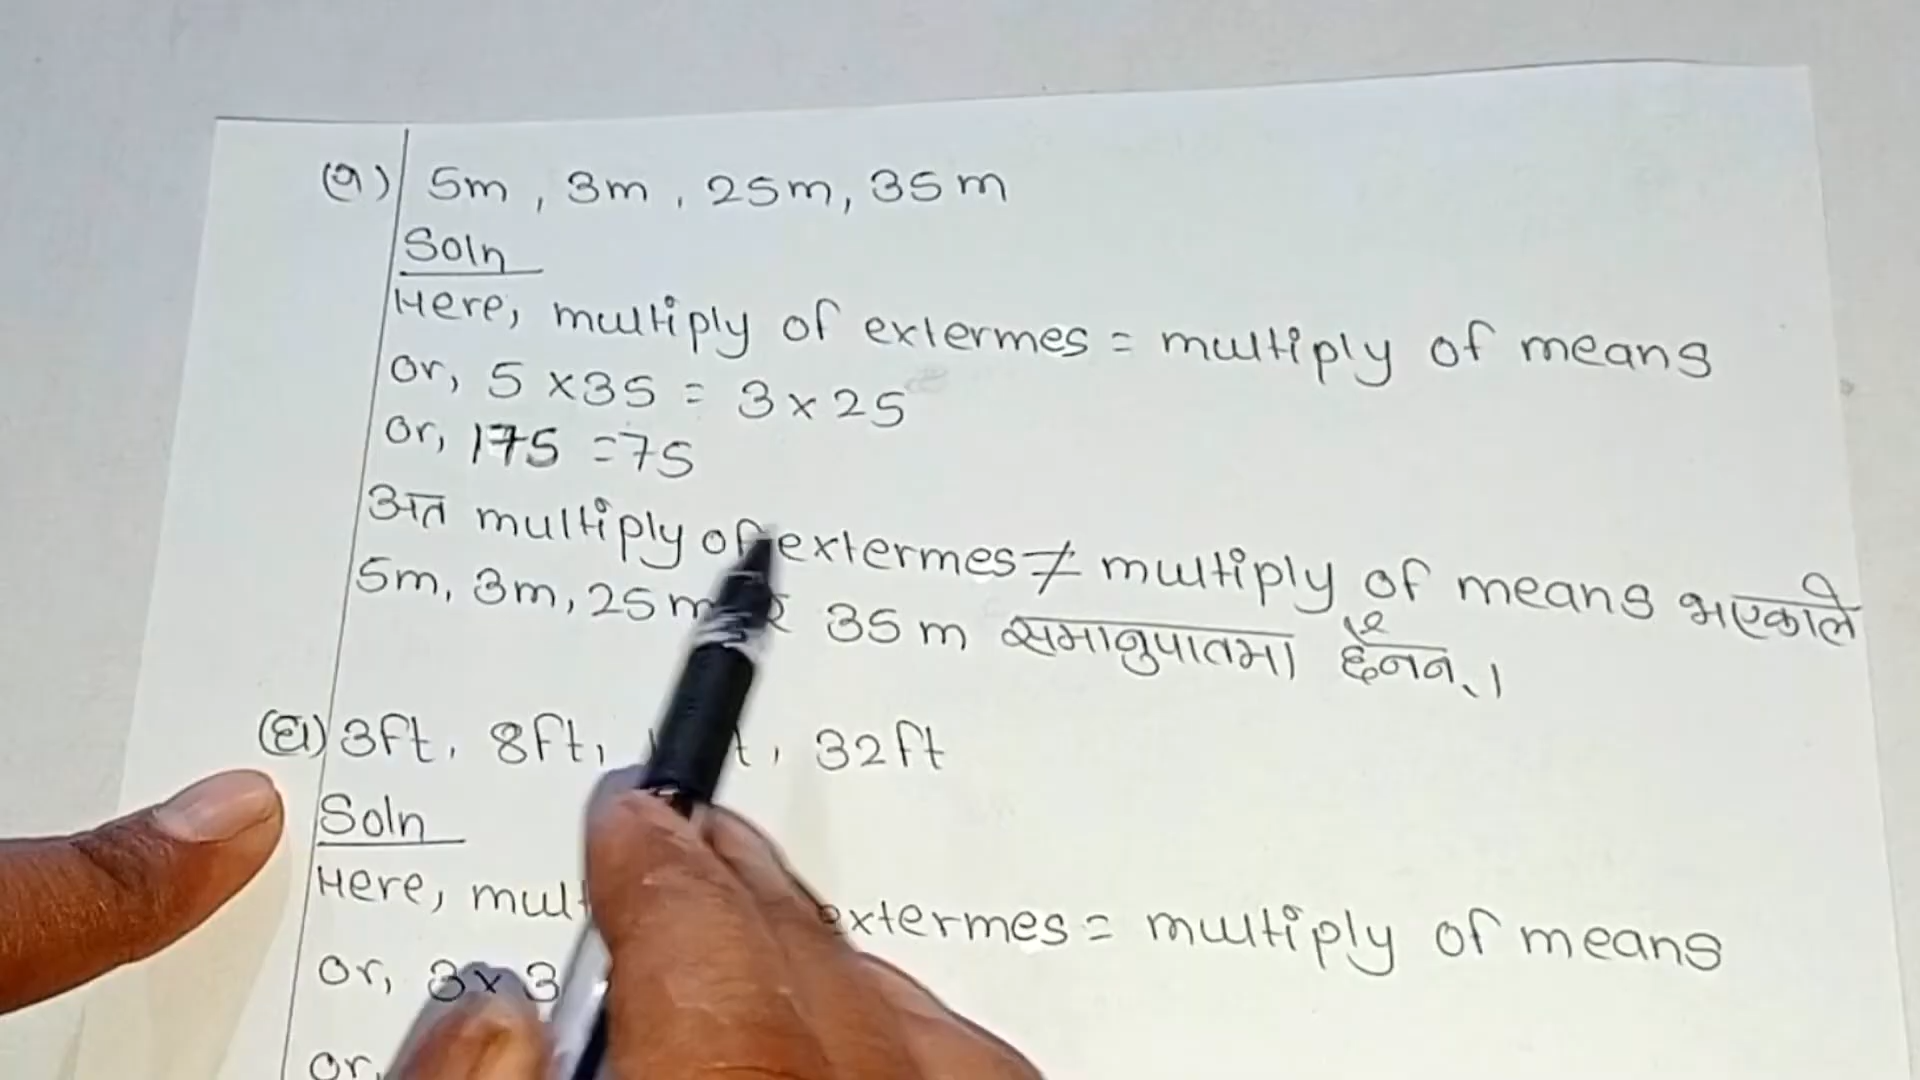 (ग) 5m, 3m, 25m, 35m
Soln
Here, multiply of extermes = multiply of means
or, 5 × 35 = 3 × 25
or, 175 = 75
अत multiply of extermes ≠ multiply of means भएकाले
5m, 3m, 25m र 35m समानुपातमा छैनन् ।
(घ) 3ft, 8ft, 32ft
Soln
Here, extermes = multiply of means
or, 3 ×
or,